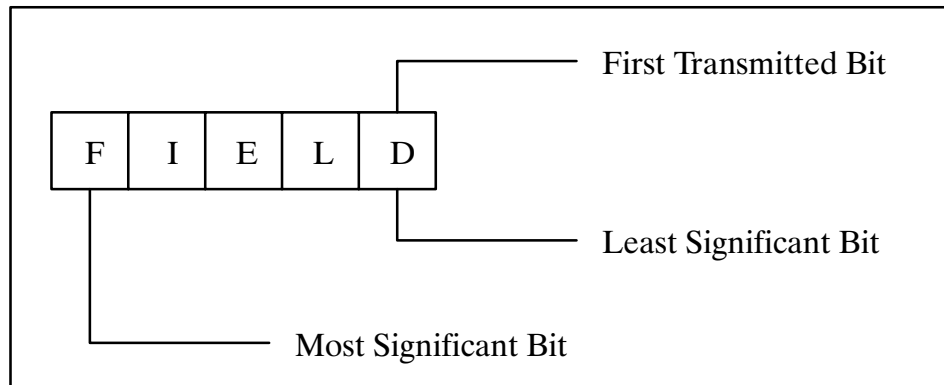 First Transmitted Bit
F I E L D
Least Significant Bit
Most Significant Bit